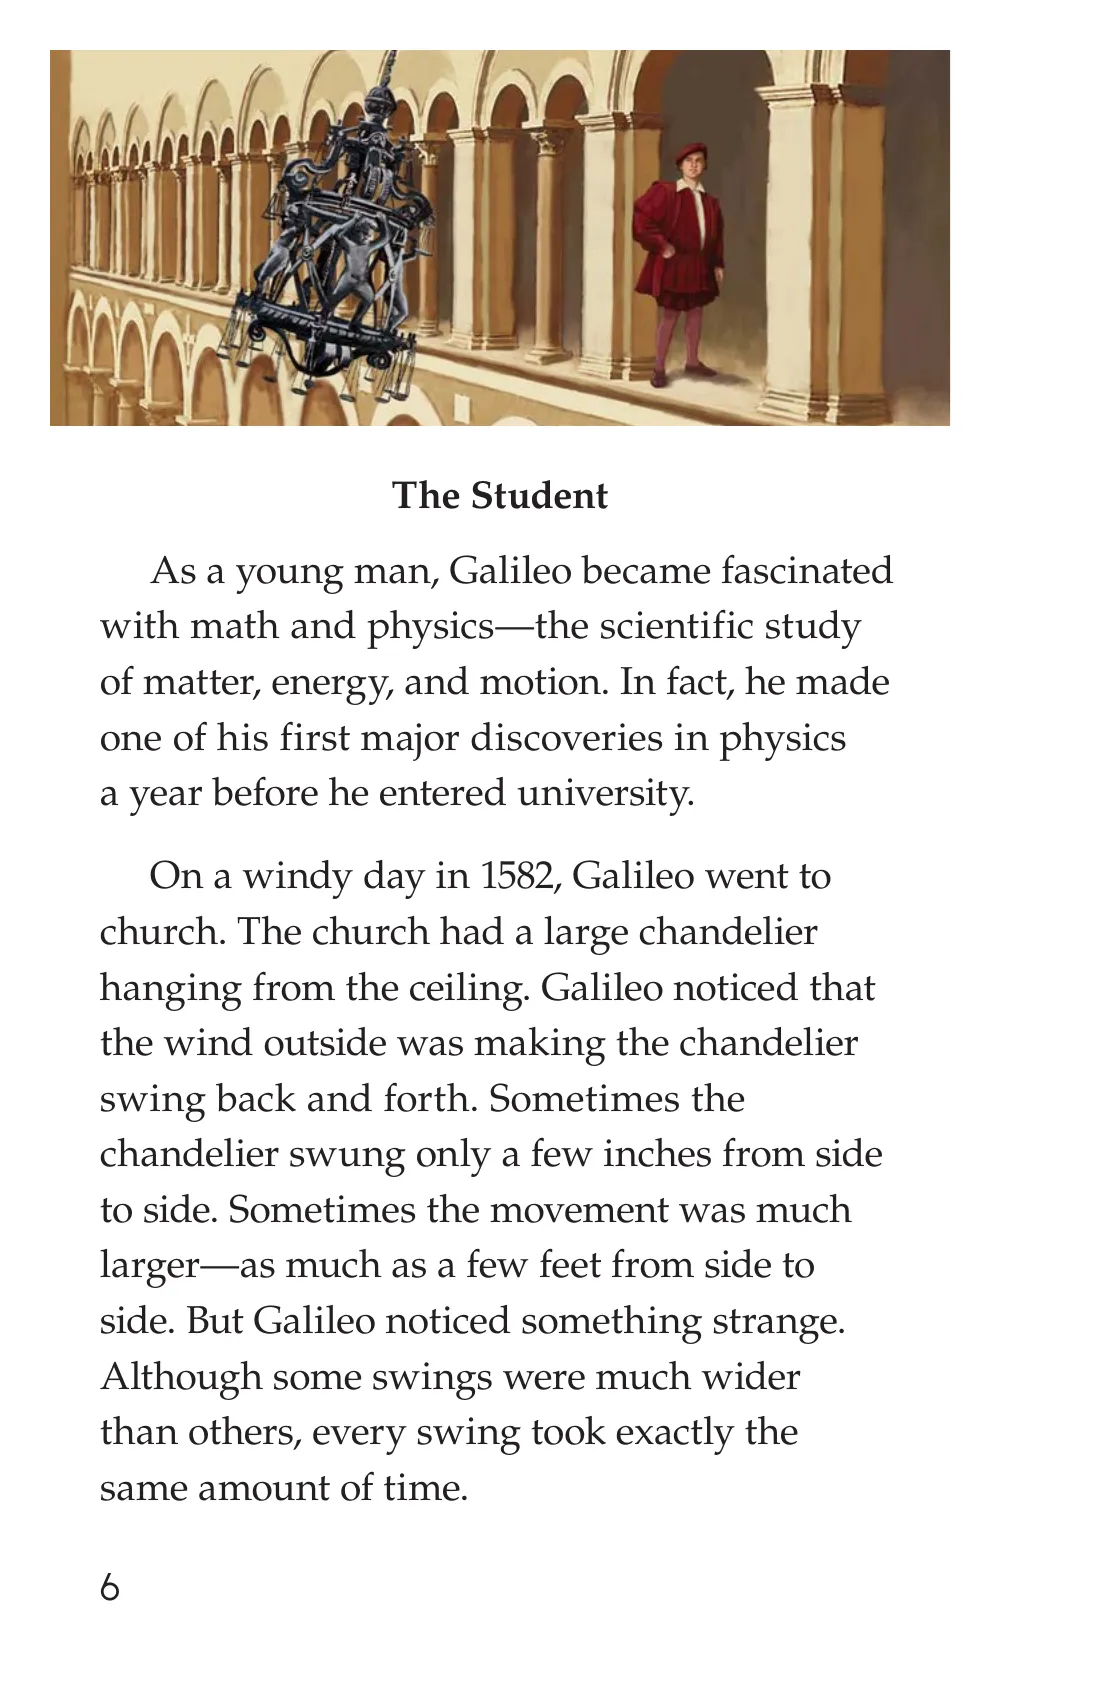 The Student
As a young man, Galileo became fascinated
with math and physics—the scientific study
of matter, energy, and motion. In fact, he made
one of his first major discoveries in physics
a year before he entered university.
On a windy day in 1582, Galileo went to
church. The church had a large chandelier
hanging from the ceiling. Galileo noticed that
the wind outside was making the chandelier
swing back and forth. Sometimes the
chandelier swung only a few inches from side
to side. Sometimes the movement was much
larger—as much as a few feet from side to
side. But Galileo noticed something strange.
Although some swings were much wider
than others, every swing took exactly the
same amount of time.
6